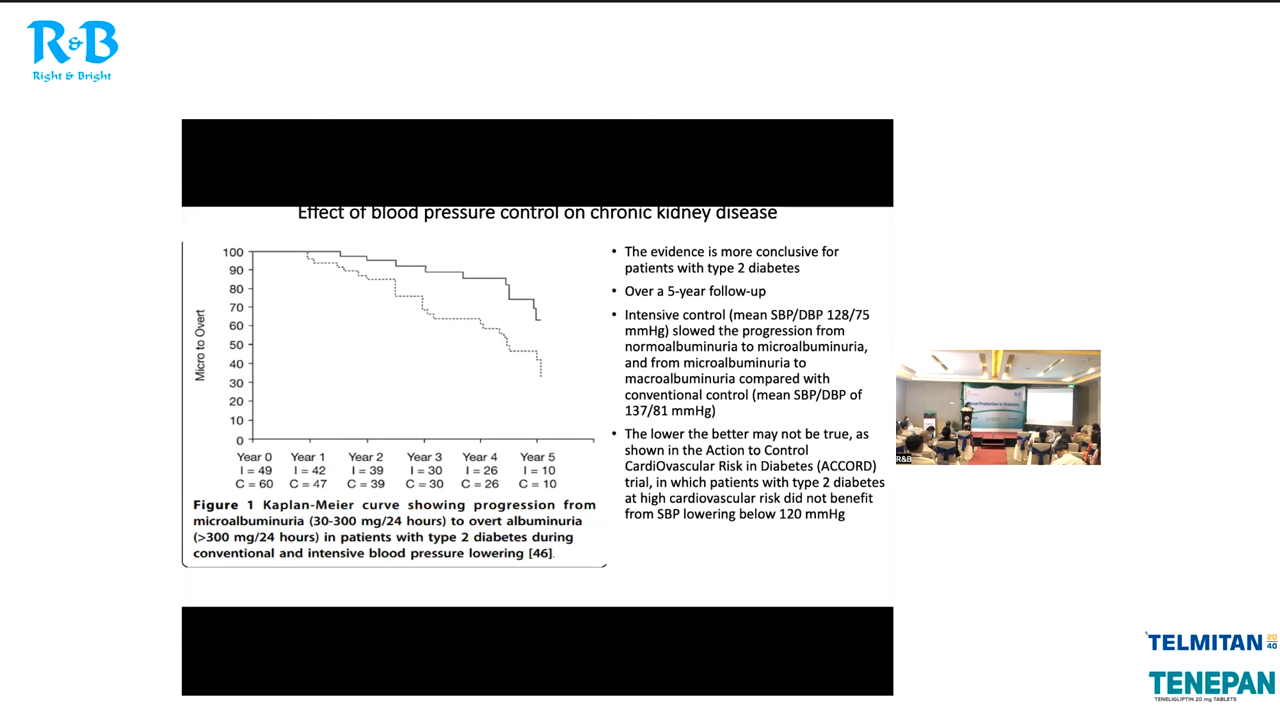 R&B
Right & Bright
Effect of blood pressure control on chronic kidney disease
100
90
80
70
60
50
40
30
20
10
0
Micro to Overt
Year 0 Year 1 Year 2 Year 3 Year 4 Year 5
I = 49 I = 42 I = 39 I = 30 I = 26 I = 10
C = 60 C = 47 C = 39 C = 30 C = 26 C = 10
Figure 1 Kaplan-Meier curve showing progression from
microalbuminuria (30-300 mg/24 hours) to overt albuminuria
(>300 mg/24 hours) in patients with type 2 diabetes during
conventional and intensive blood pressure lowering [46].
• The evidence is more conclusive for
patients with type 2 diabetes
• Over a 5-year follow-up
• Intensive control (mean SBP/DBP 128/75
mmHg) slowed the progression from
normoalbuminuria to microalbuminuria,
and from microalbuminuria to
macroalbuminuria compared with
conventional control (mean SBP/DBP of
137/81 mmHg)
• The lower the better may not be true, as
shown in the Action to Control
CardiOvascular Risk in Diabetes (ACCORD)
trial, in which patients with type 2 diabetes
at high cardiovascular risk did not benefit
from SBP lowering below 120 mmHg
Renal Protection in Diabetes
R&B
TELMITAN 20
40
TENEPAN
TENELIGLIPTIN 20 mg TABLETS